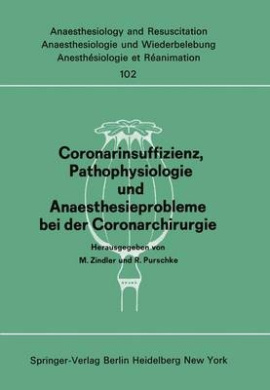 Anaesthesiology and Resuscitation
Anaesthesiologie und Wiederbelebung
Anesthésiologie et Réanimation
102
Coronarinsuffizienz,
Pathophysiologie
und
Anaesthesieprobleme
bei der Coronarchirurgie
Herausgegeben von
M. Zindler und R. Purschke
Springer-Verlag Berlin Heidelberg New York